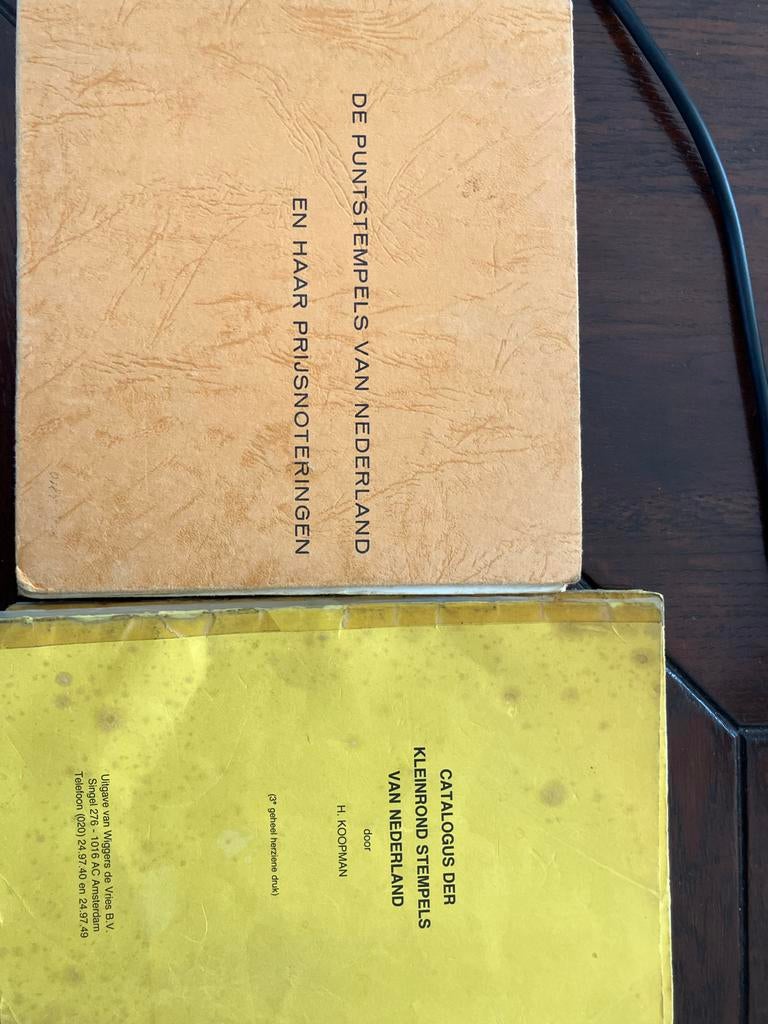 DE PUNTSTEMPELS VAN NEDERLAND
EN HAAR PRIJSNOTERINGEN
CATALOGUS DER
KLEINROND STEMPELS
VAN NEDERLAND
door
H. KOOPMAN
(3e geheel herziene druk)
Uitgave van Wiggers de Vries B.V.
Singel 276 - 1016 AC Amsterdam
Telefoon (020) 24.97.40 en 24.97.49